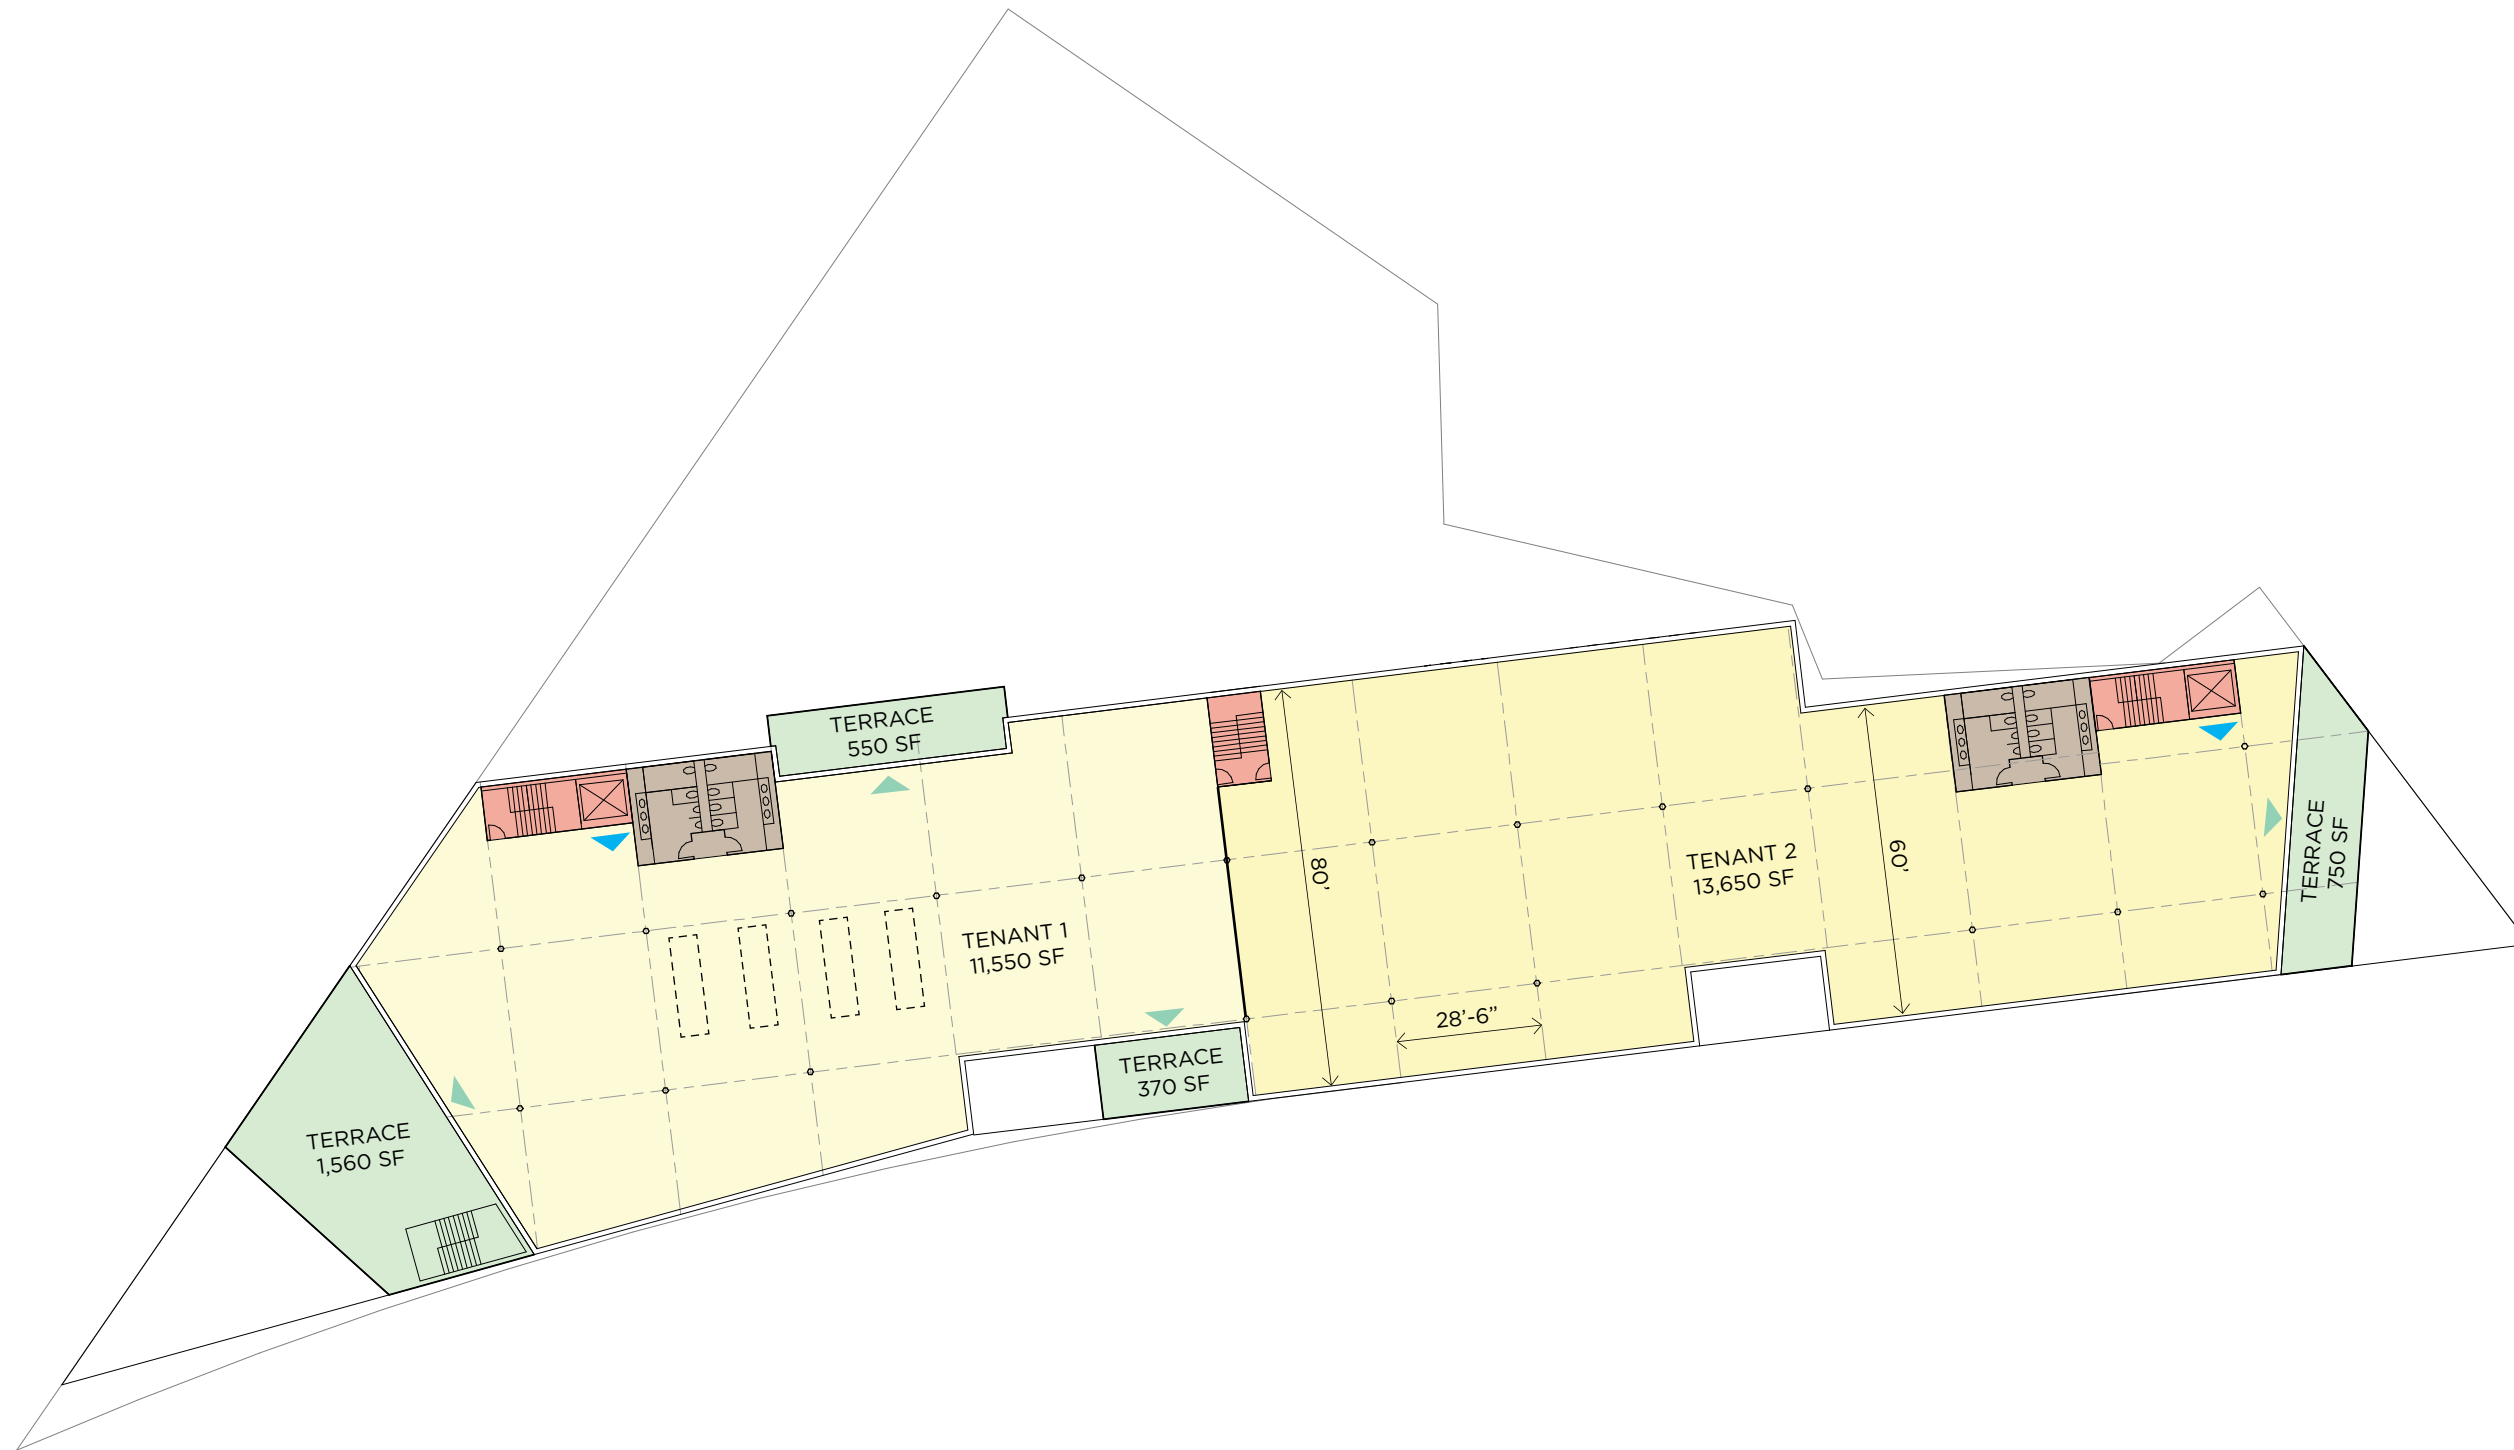 TERRACE
550 SF
TENANT 1
11,550 SF
TERRACE
370 SF
TERRACE
1,560 SF
80’
28’-6”
TENANT 2
13,650 SF
60’
TERRACE
750 SF